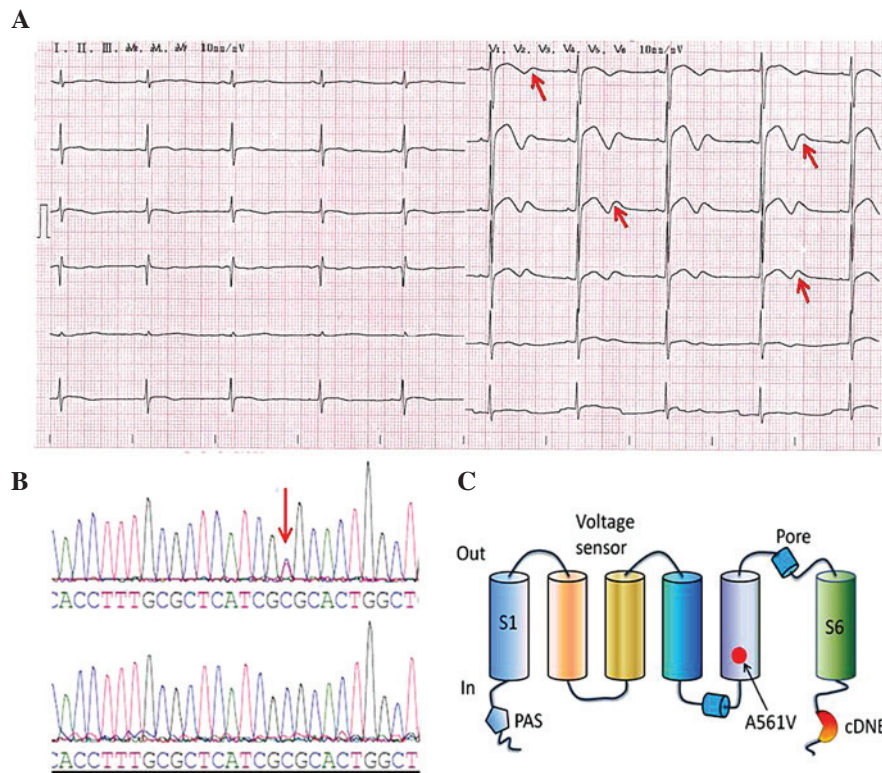 A
I, II, III, aVR, aVL, aVF 10mm/mV
V1, V2, V3, V4, V5, V6 10mm/mV
B
CACCTTTGCGCTCATCGCGCACTGGCT
CACCTTTGCGCTCATCGCGCACTGGCT
C
Voltage
sensor
Pore
Out
S1
S6
In
PAS
A561V
cDNB